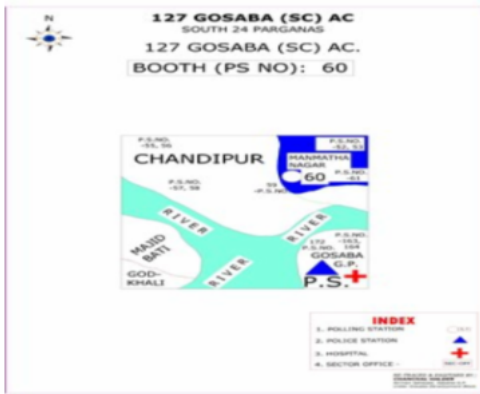 N
127 GOSABA (SC) AC
SOUTH 24 PARGANAS
127 GOSABA (SC) AC.
BOOTH (PS NO): 60
P.S.NO.
-55, 56
P.S.NO.
-52, 53
CHANDIPUR
MANMATHA
NAGAR
60
P.S.NO.
-61
P.S.NO.
-57, 58
59
-P.S.NO.
RIVER
RIVER
RIVER
MAJID
BATI
GOD-
KHALI
172
P.S.NO.
P.S.NO.
-163,
164
GOSABA
G.P.
P.S.
INDEX
1. POLLING STATION
2. POLICE STATION
3. HOSPITAL
4. SECTOR OFFICE -